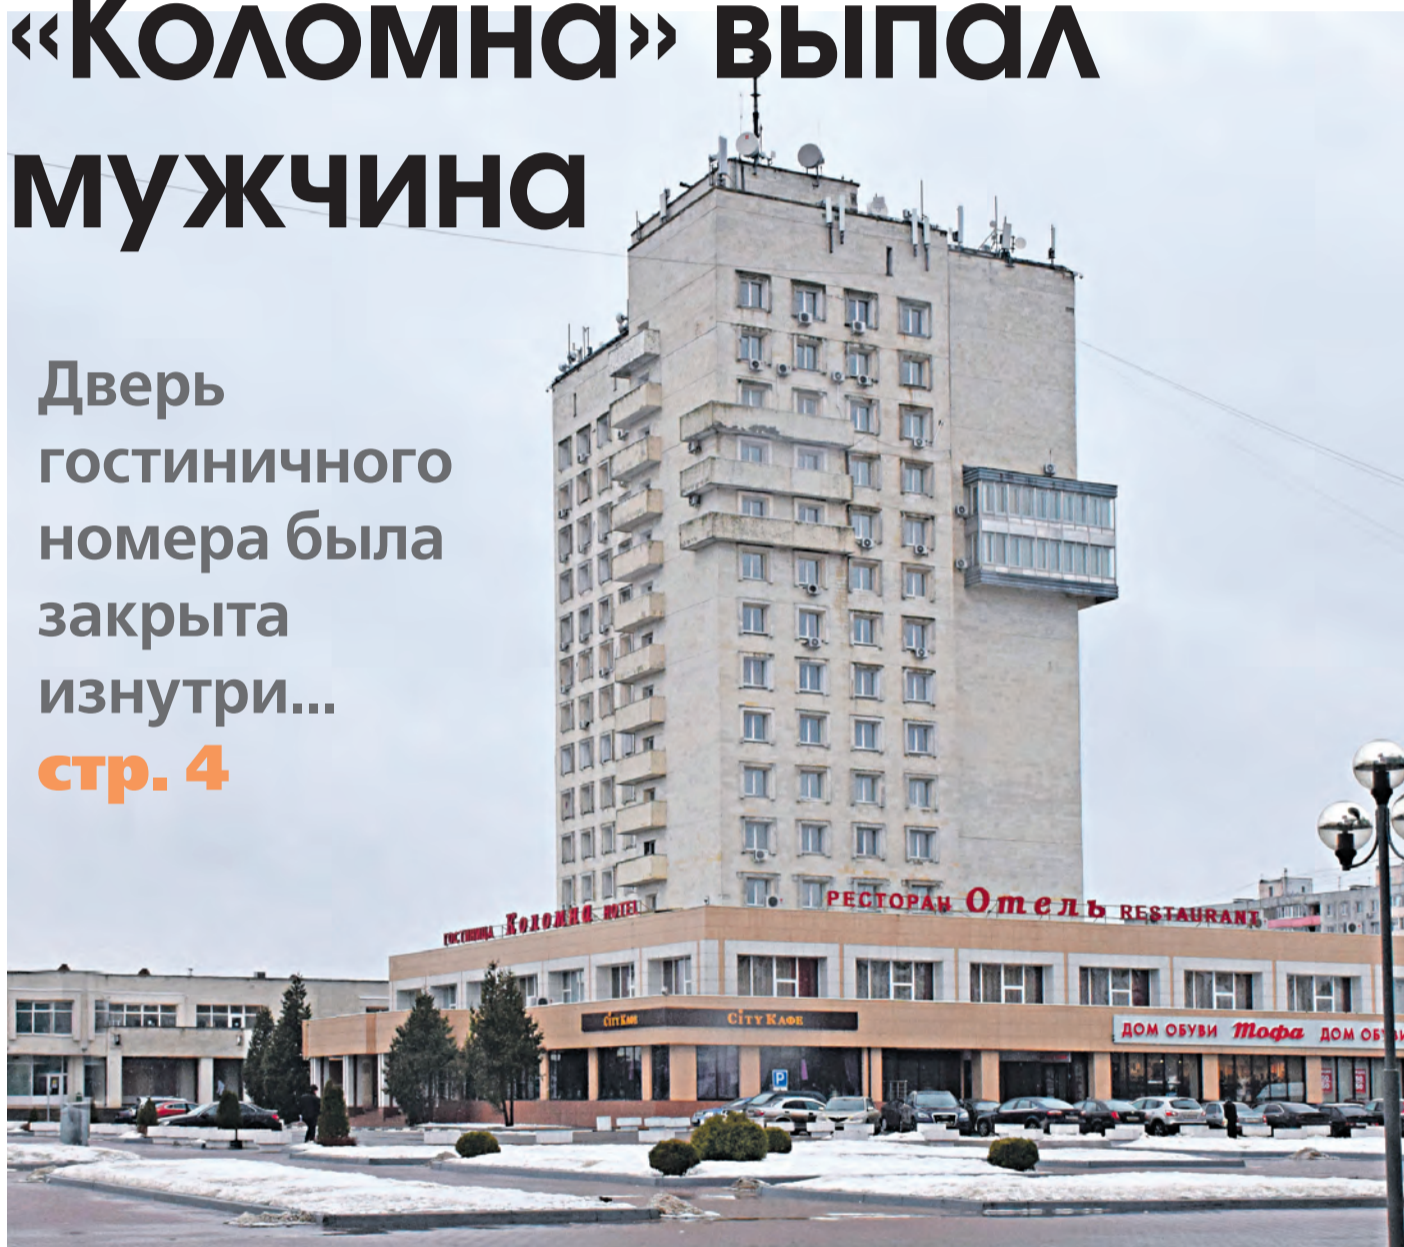 «Коломна» выпал
мужчина
Дверь
гостиничного
номера была
закрыта
изнутри...
стр. 4
ГОСТИНИЦА Коломна HOTEL
РЕСТОРАН Отель RESTAURANT
CITY КАФЕ
CITY КАФЕ
ДОМ ОБУВИ Тофа ДОМ ОБУВ
P